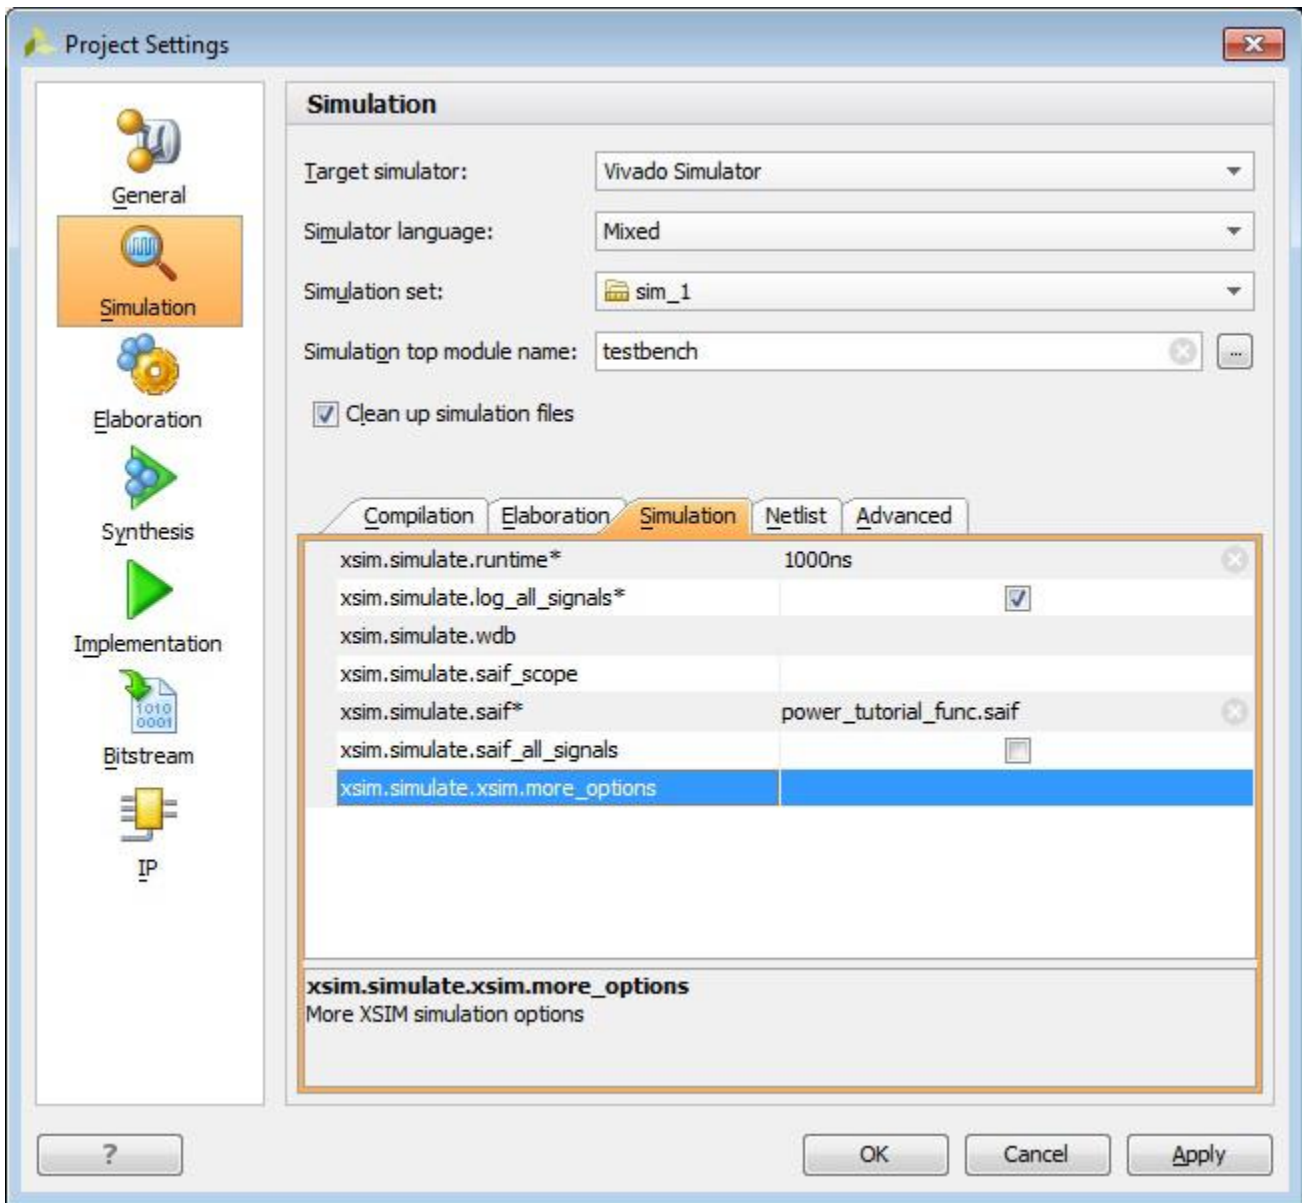 Project Settings
General
Simulation
Elaboration
Synthesis
Implementation
1010
0001
Bitstream
IP
Simulation
Target simulator: Vivado Simulator
Simulator language: Mixed
Simulation set: sim_1
Simulation top module name: testbench ...
Clean up simulation files
Compilation Elaboration Simulation Netlist Advanced
xsim.simulate.runtime* 1000ns
xsim.simulate.log_all_signals*
xsim.simulate.wdb
xsim.simulate.saif_scope
xsim.simulate.saif* power_tutorial_func.saif
xsim.simulate.saif_all_signals
xsim.simulate.xsim.more_options
xsim.simulate.xsim.more_options
More XSIM simulation options
? OK Cancel Apply